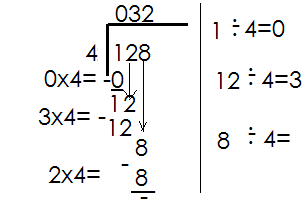 032
4 128
0x4= -0
12
3x4= -12
8
2x4= -8
-
1÷4=0
12÷4=3
8 ÷4=